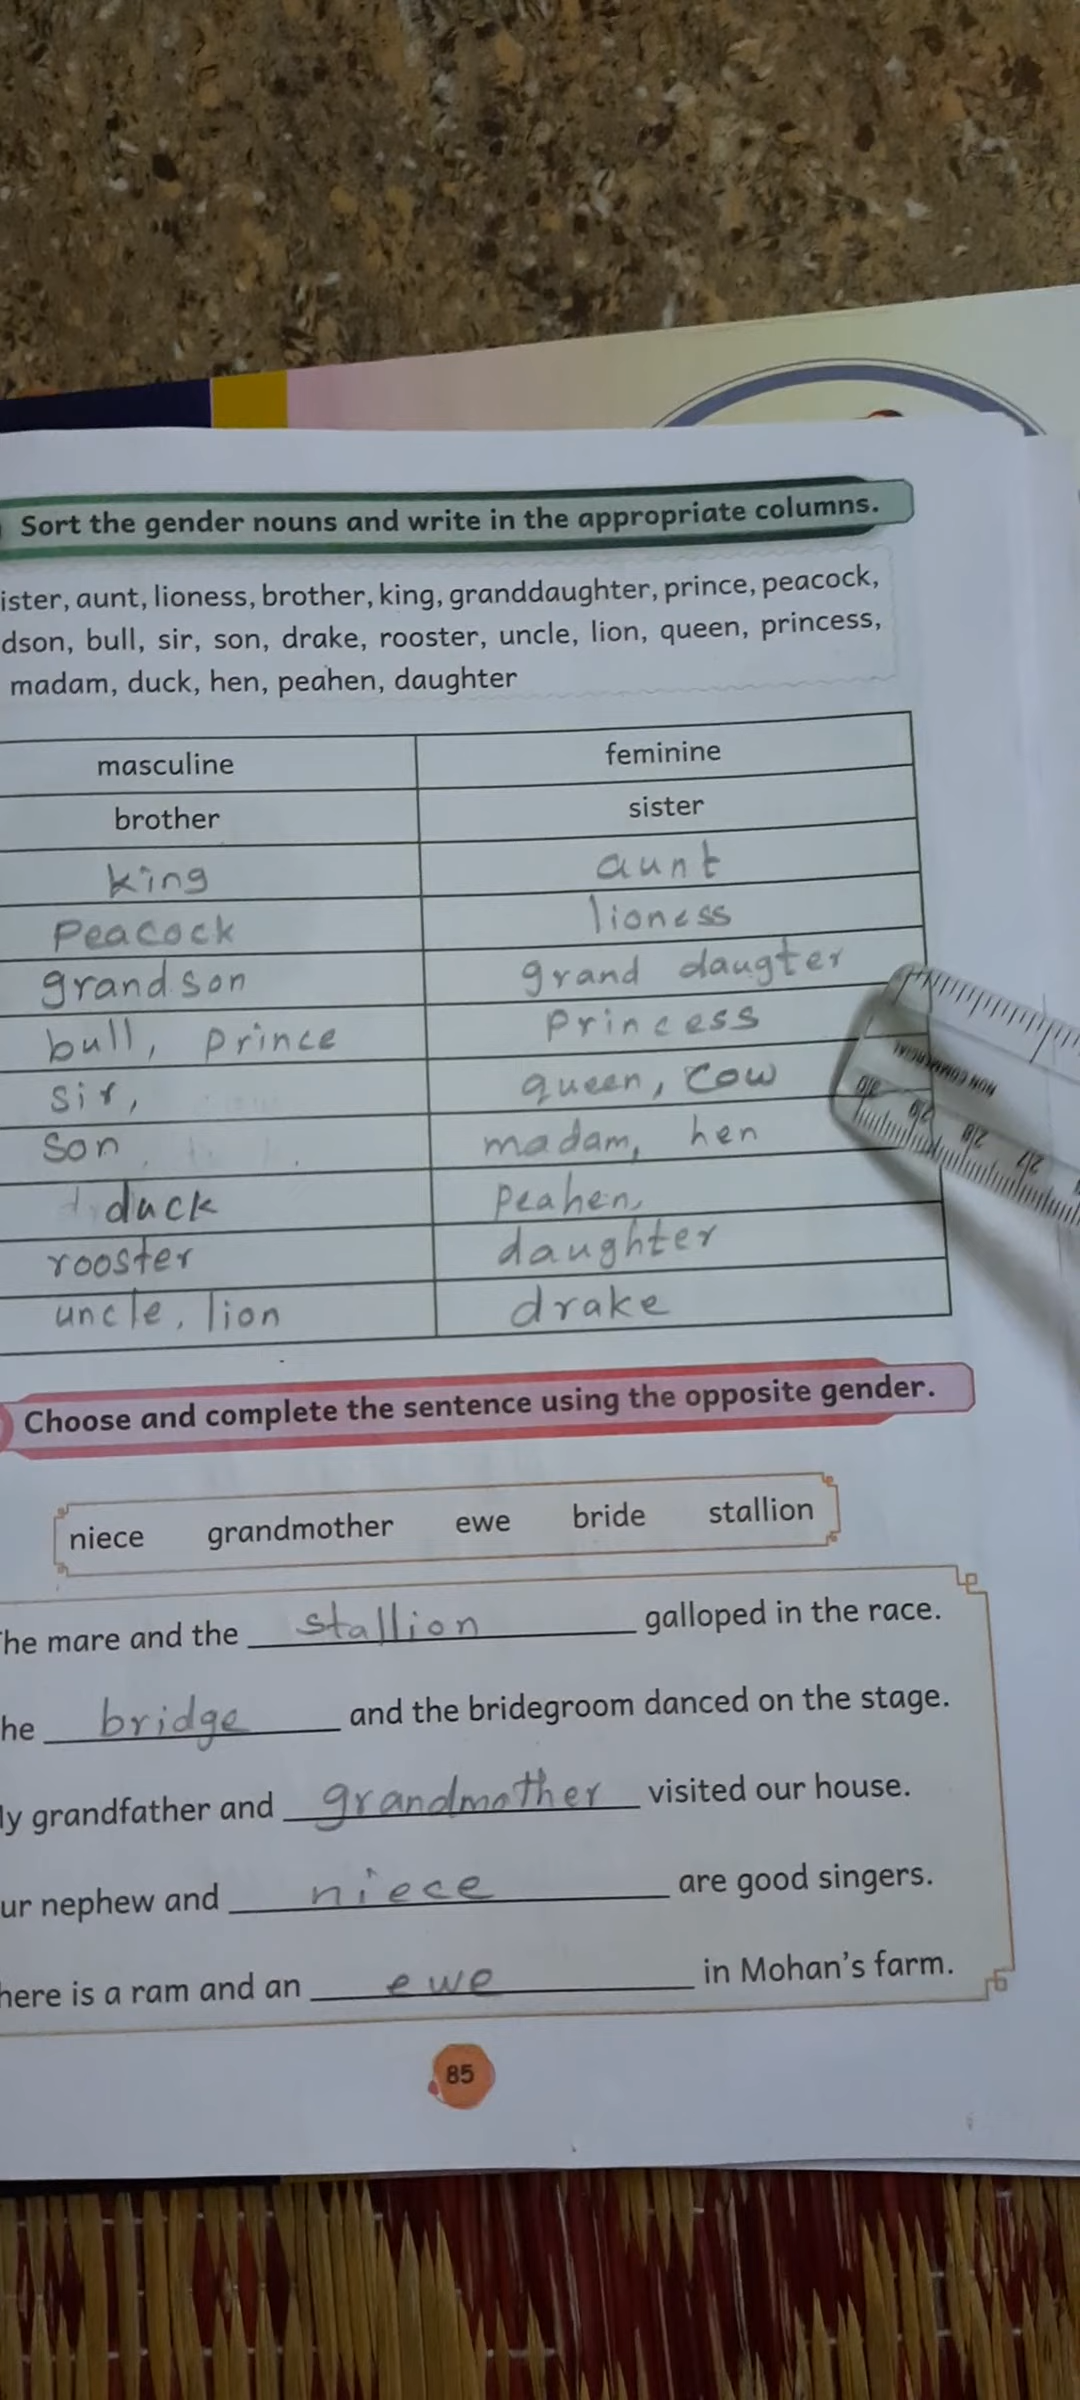 Sort the gender nouns and write in the appropriate columns.
ister, aunt, lioness, brother, king, granddaughter, prince, peacock,
dson, bull, sir, son, drake, rooster, uncle, lion, queen, princess,
madam, duck, hen, peahen, daughter
masculine feminine
brother sister
king aunt
Peacock lioness
grandson grand daugter
bull, prince Princess
sir, queen, cow
Son madam, hen
duck Peahen,
rooster daughter
uncle, lion drake
Choose and complete the sentence using the opposite gender.
niece grandmother ewe bride stallion
he mare and the stallion galloped in the race.
he bridge and the bridegroom danced on the stage.
ly grandfather and grandmother visited our house.
ur nephew and niece are good singers.
here is a ram and an ewe in Mohan's farm.
85
NON COMMERCIAL
30 29 28 27